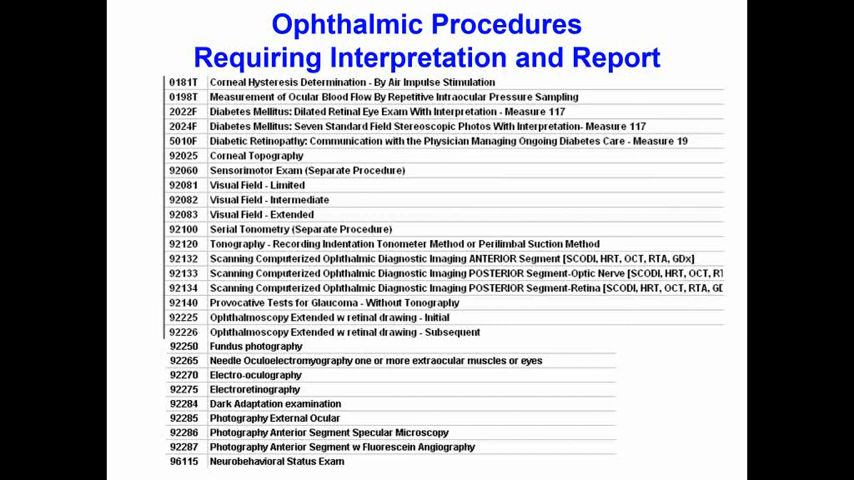 Ophthalmic Procedures
Requiring Interpretation and Report
0181T Corneal Hysteresis Determination - By Air Impulse Stimulation
0198T Measurement of Ocular Blood Flow By Repetitive Intraocular Pressure Sampling
2022F Diabetes Mellitus: Dilated Retinal Eye Exam With Interpretation - Measure 117
2024F Diabetes Mellitus: Seven Standard Field Stereoscopic Photos With Interpretation- Measure 117
5010F Diabetic Retinopathy: Communication with the Physician Managing Ongoing Diabetes Care - Measure 19
92025 Corneal Topography
92060 Sensorimotor Exam (Separate Procedure)
92081 Visual Field - Limited
92082 Visual Field - Intermediate
92083 Visual Field - Extended
92100 Serial Tonometry (Separate Procedure)
92120 Tonography - Recording Indentation Tonometer Method or Perilimbal Suction Method
92132 Scanning Computerized Ophthalmic Diagnostic Imaging ANTERIOR Segment [SCODI, HRT, OCT, RTA, GDx]
92133 Scanning Computerized Ophthalmic Diagnostic Imaging POSTERIOR Segment-Optic Nerve [SCODI, HRT, OCT, RT
92134 Scanning Computerized Ophthalmic Diagnostic Imaging POSTERIOR Segment-Retina [SCODI, HRT, OCT, RTA, GD
92140 Provocative Tests for Glaucoma - Without Tonography
92225 Ophthalmoscopy Extended w retinal drawing - Initial
92226 Ophthalmoscopy Extended w retinal drawing - Subsequent
92250 Fundus photography
92265 Needle Oculoelectromyography one or more extraocular muscles or eyes
92270 Electro-oculography
92275 Electroretinography
92284 Dark Adaptation examination
92285 Photography External Ocular
92286 Photography Anterior Segment Specular Microscopy
92287 Photography Anterior Segment w Fluorescein Angiography
96115 Neurobehavioral Status Exam